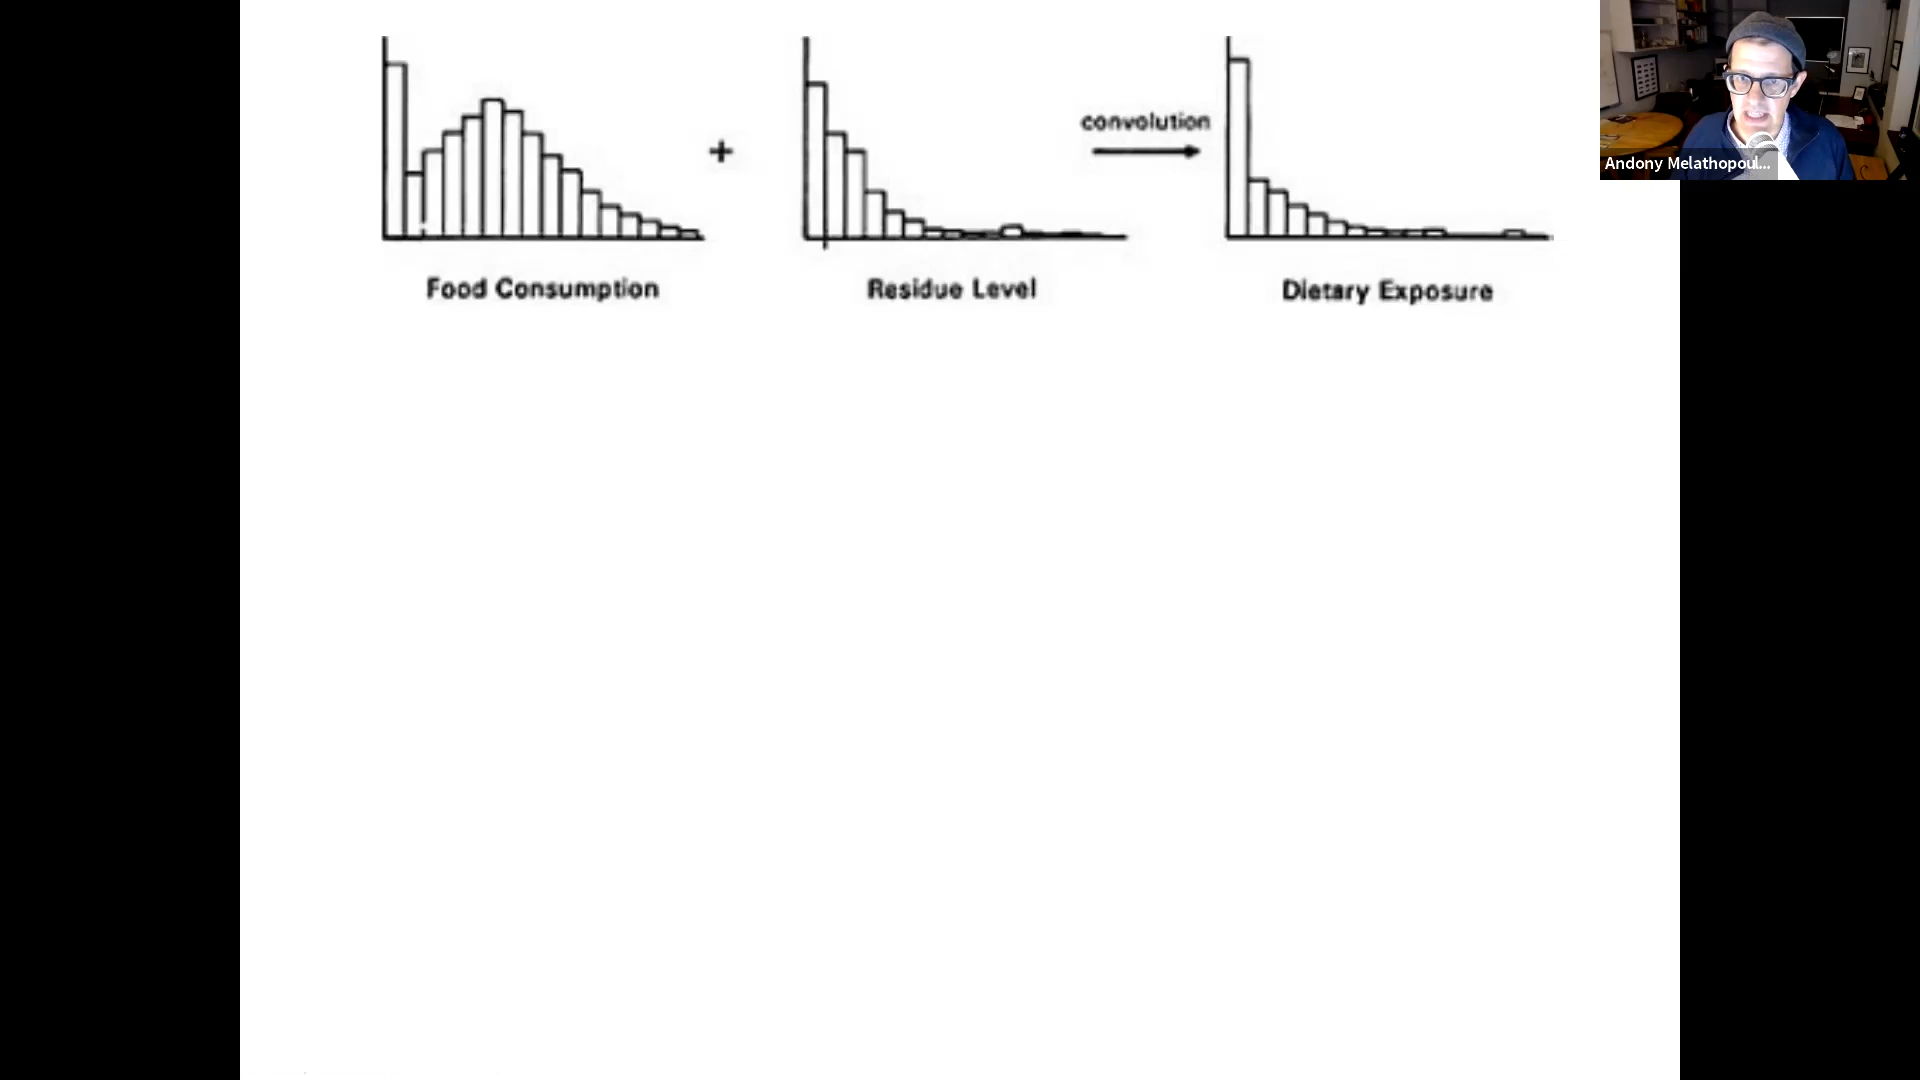 convolution
+
Food Consumption
Residue Level
Dietary Exposure
Andony Melathopoul...